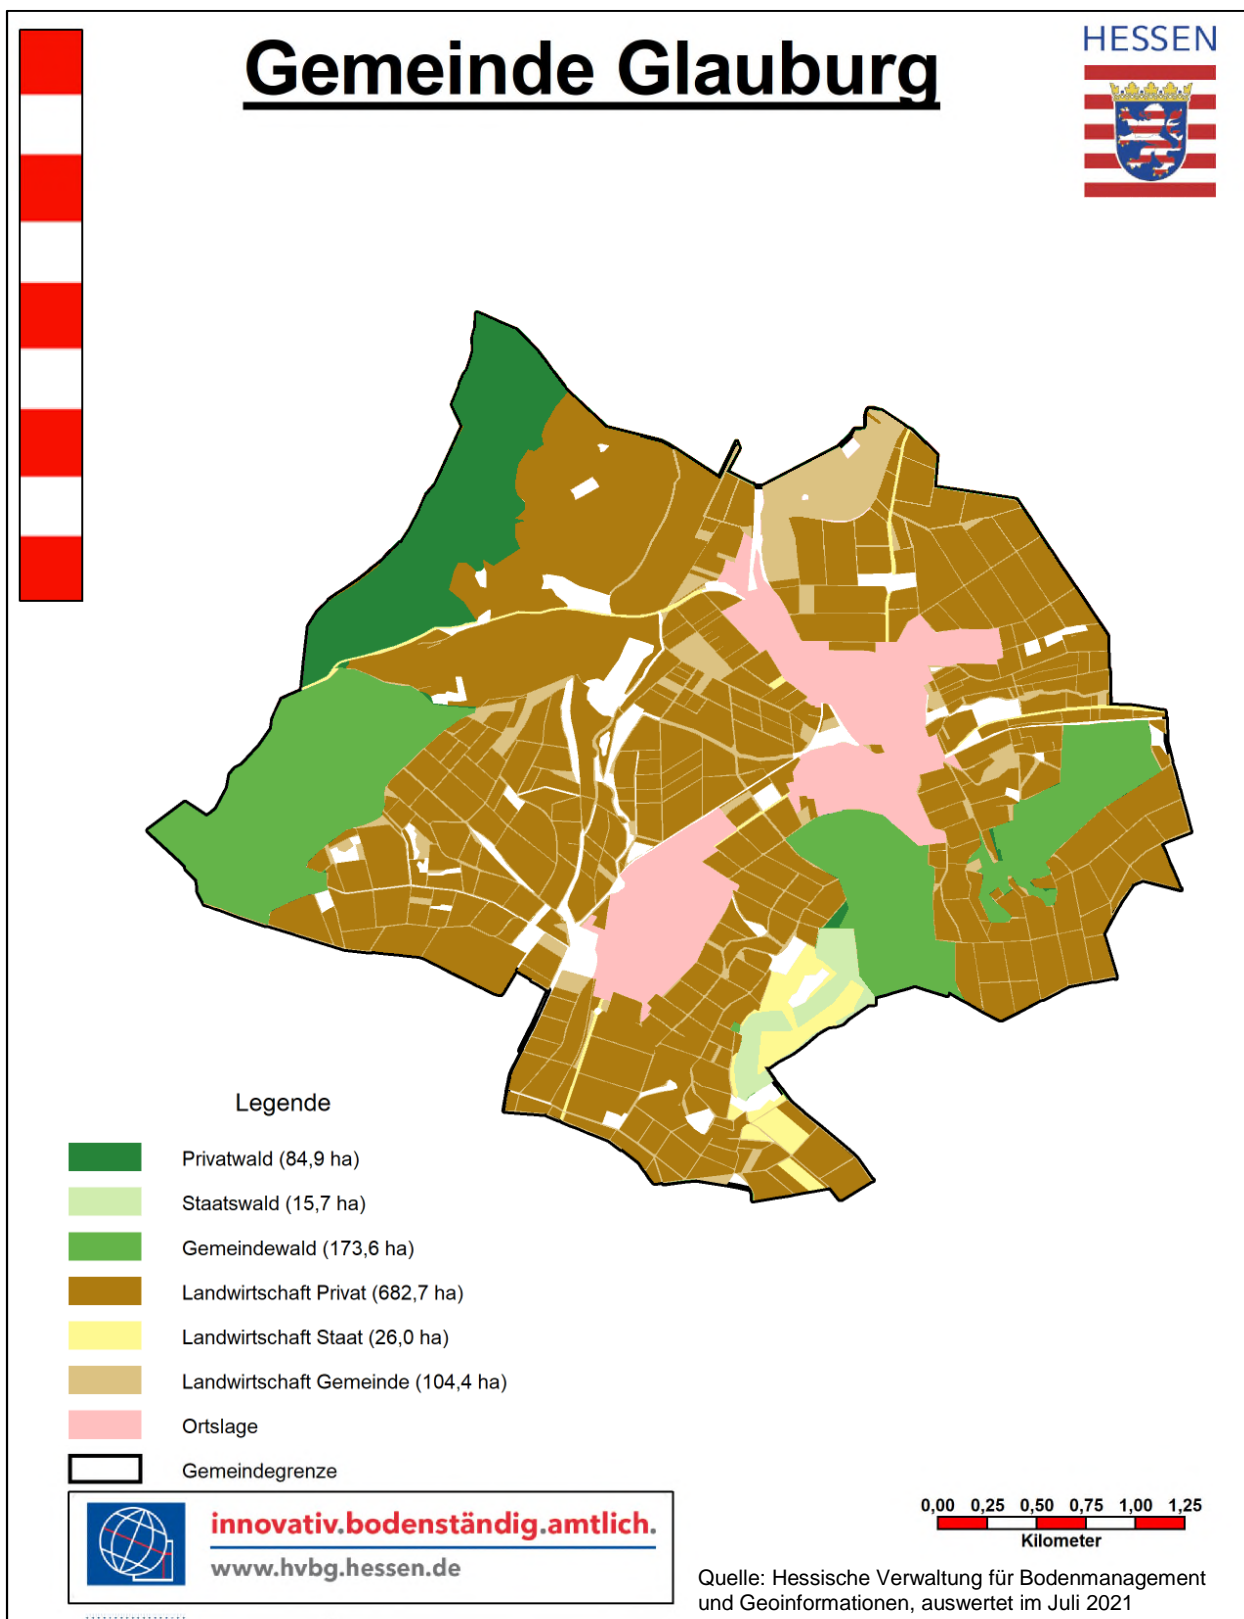 Gemeinde Glauburg
HESSEN
Legende
Privatwald (84,9 ha)
Staatswald (15,7 ha)
Gemeindewald (173,6 ha)
Landwirtschaft Privat (682,7 ha)
Landwirtschaft Staat (26,0 ha)
Landwirtschaft Gemeinde (104,4 ha)
Ortslage
Gemeindegrenze
innovativ.bodenständig.amtlich.
www.hvbg.hessen.de
0,00 0,25 0,50 0,75 1,00 1,25
Kilometer
Quelle: Hessische Verwaltung für Bodenmanagement
und Geoinformationen, auswertet im Juli 2021